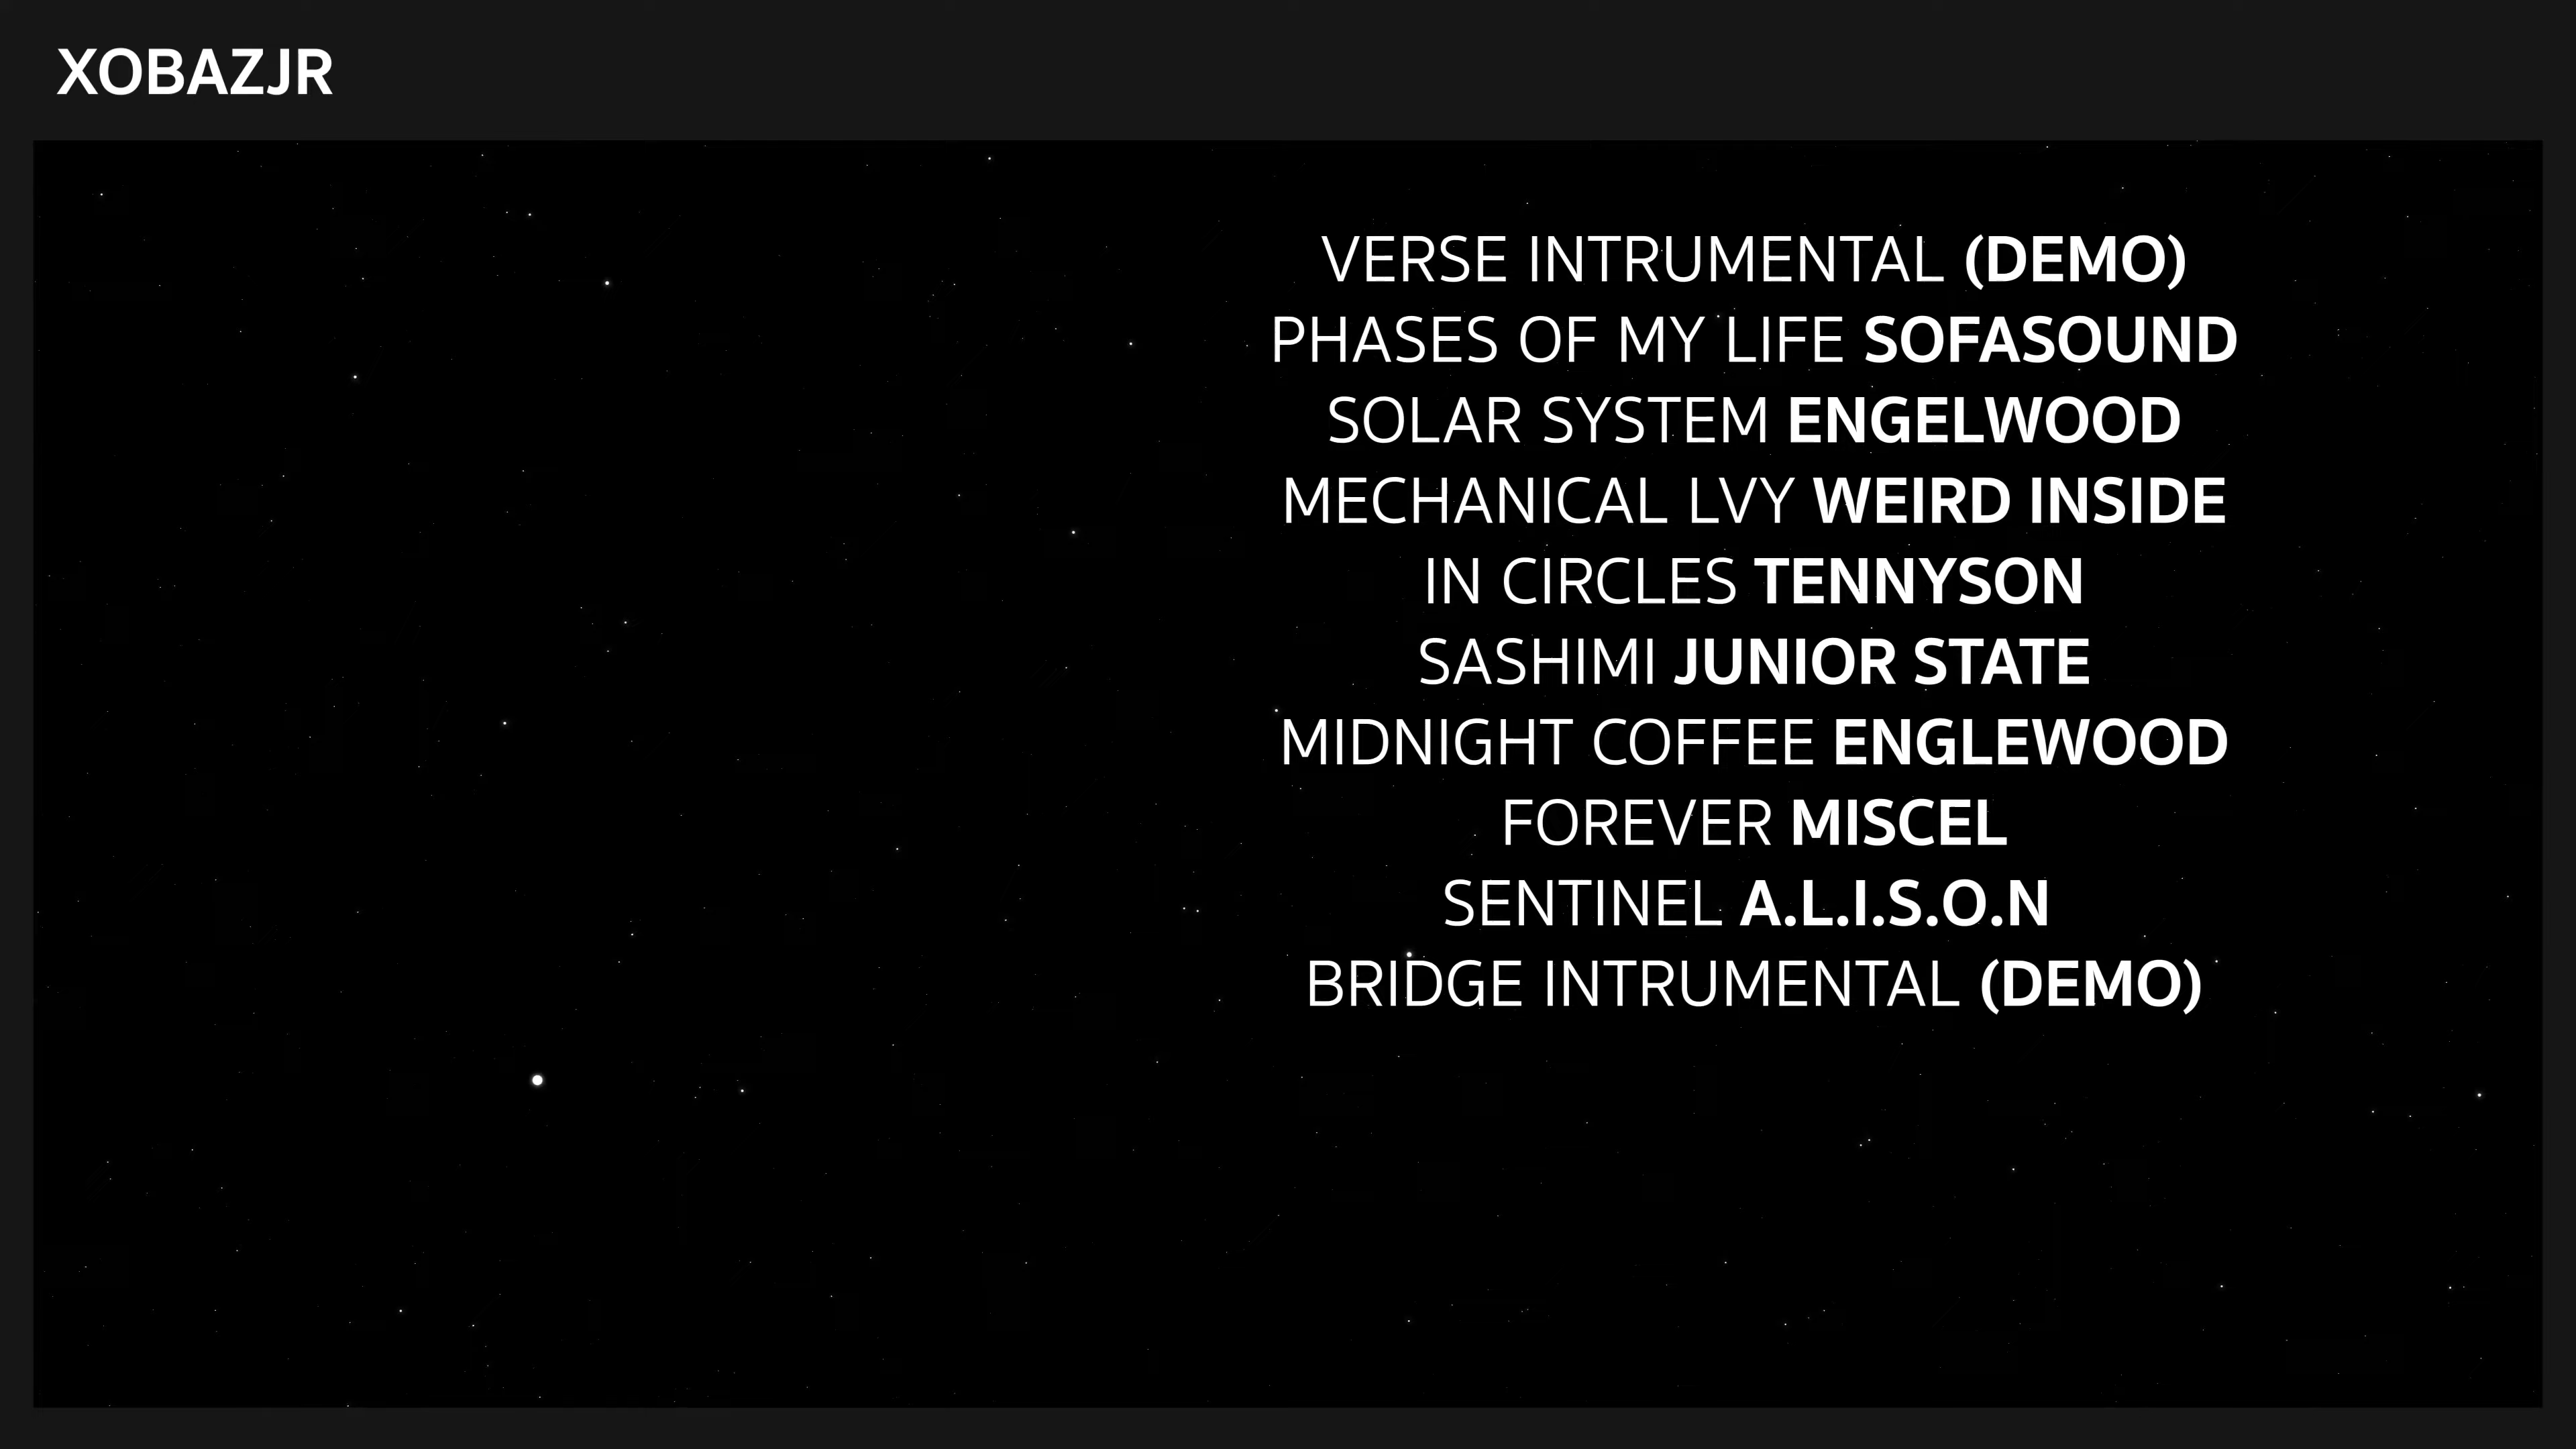 XOBAZJR
VERSE INTRUMENTAL (DEMO)
PHASES OF MY LIFE SOFASOUND
SOLAR SYSTEM ENGELWOOD
MECHANICAL LVY WEIRD INSIDE
IN CIRCLES TENNYSON
SASHIMI JUNIOR STATE
MIDNIGHT COFFEE ENGLEWOOD
FOREVER MISCEL
SENTINEL A.L.I.S.O.N
BRIDGE INTRUMENTAL (DEMO)